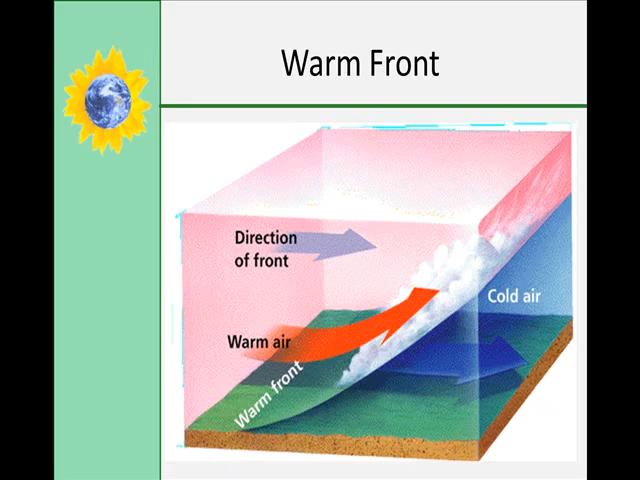 Warm Front
Direction
of front
Cold air
Warm air
Warm front